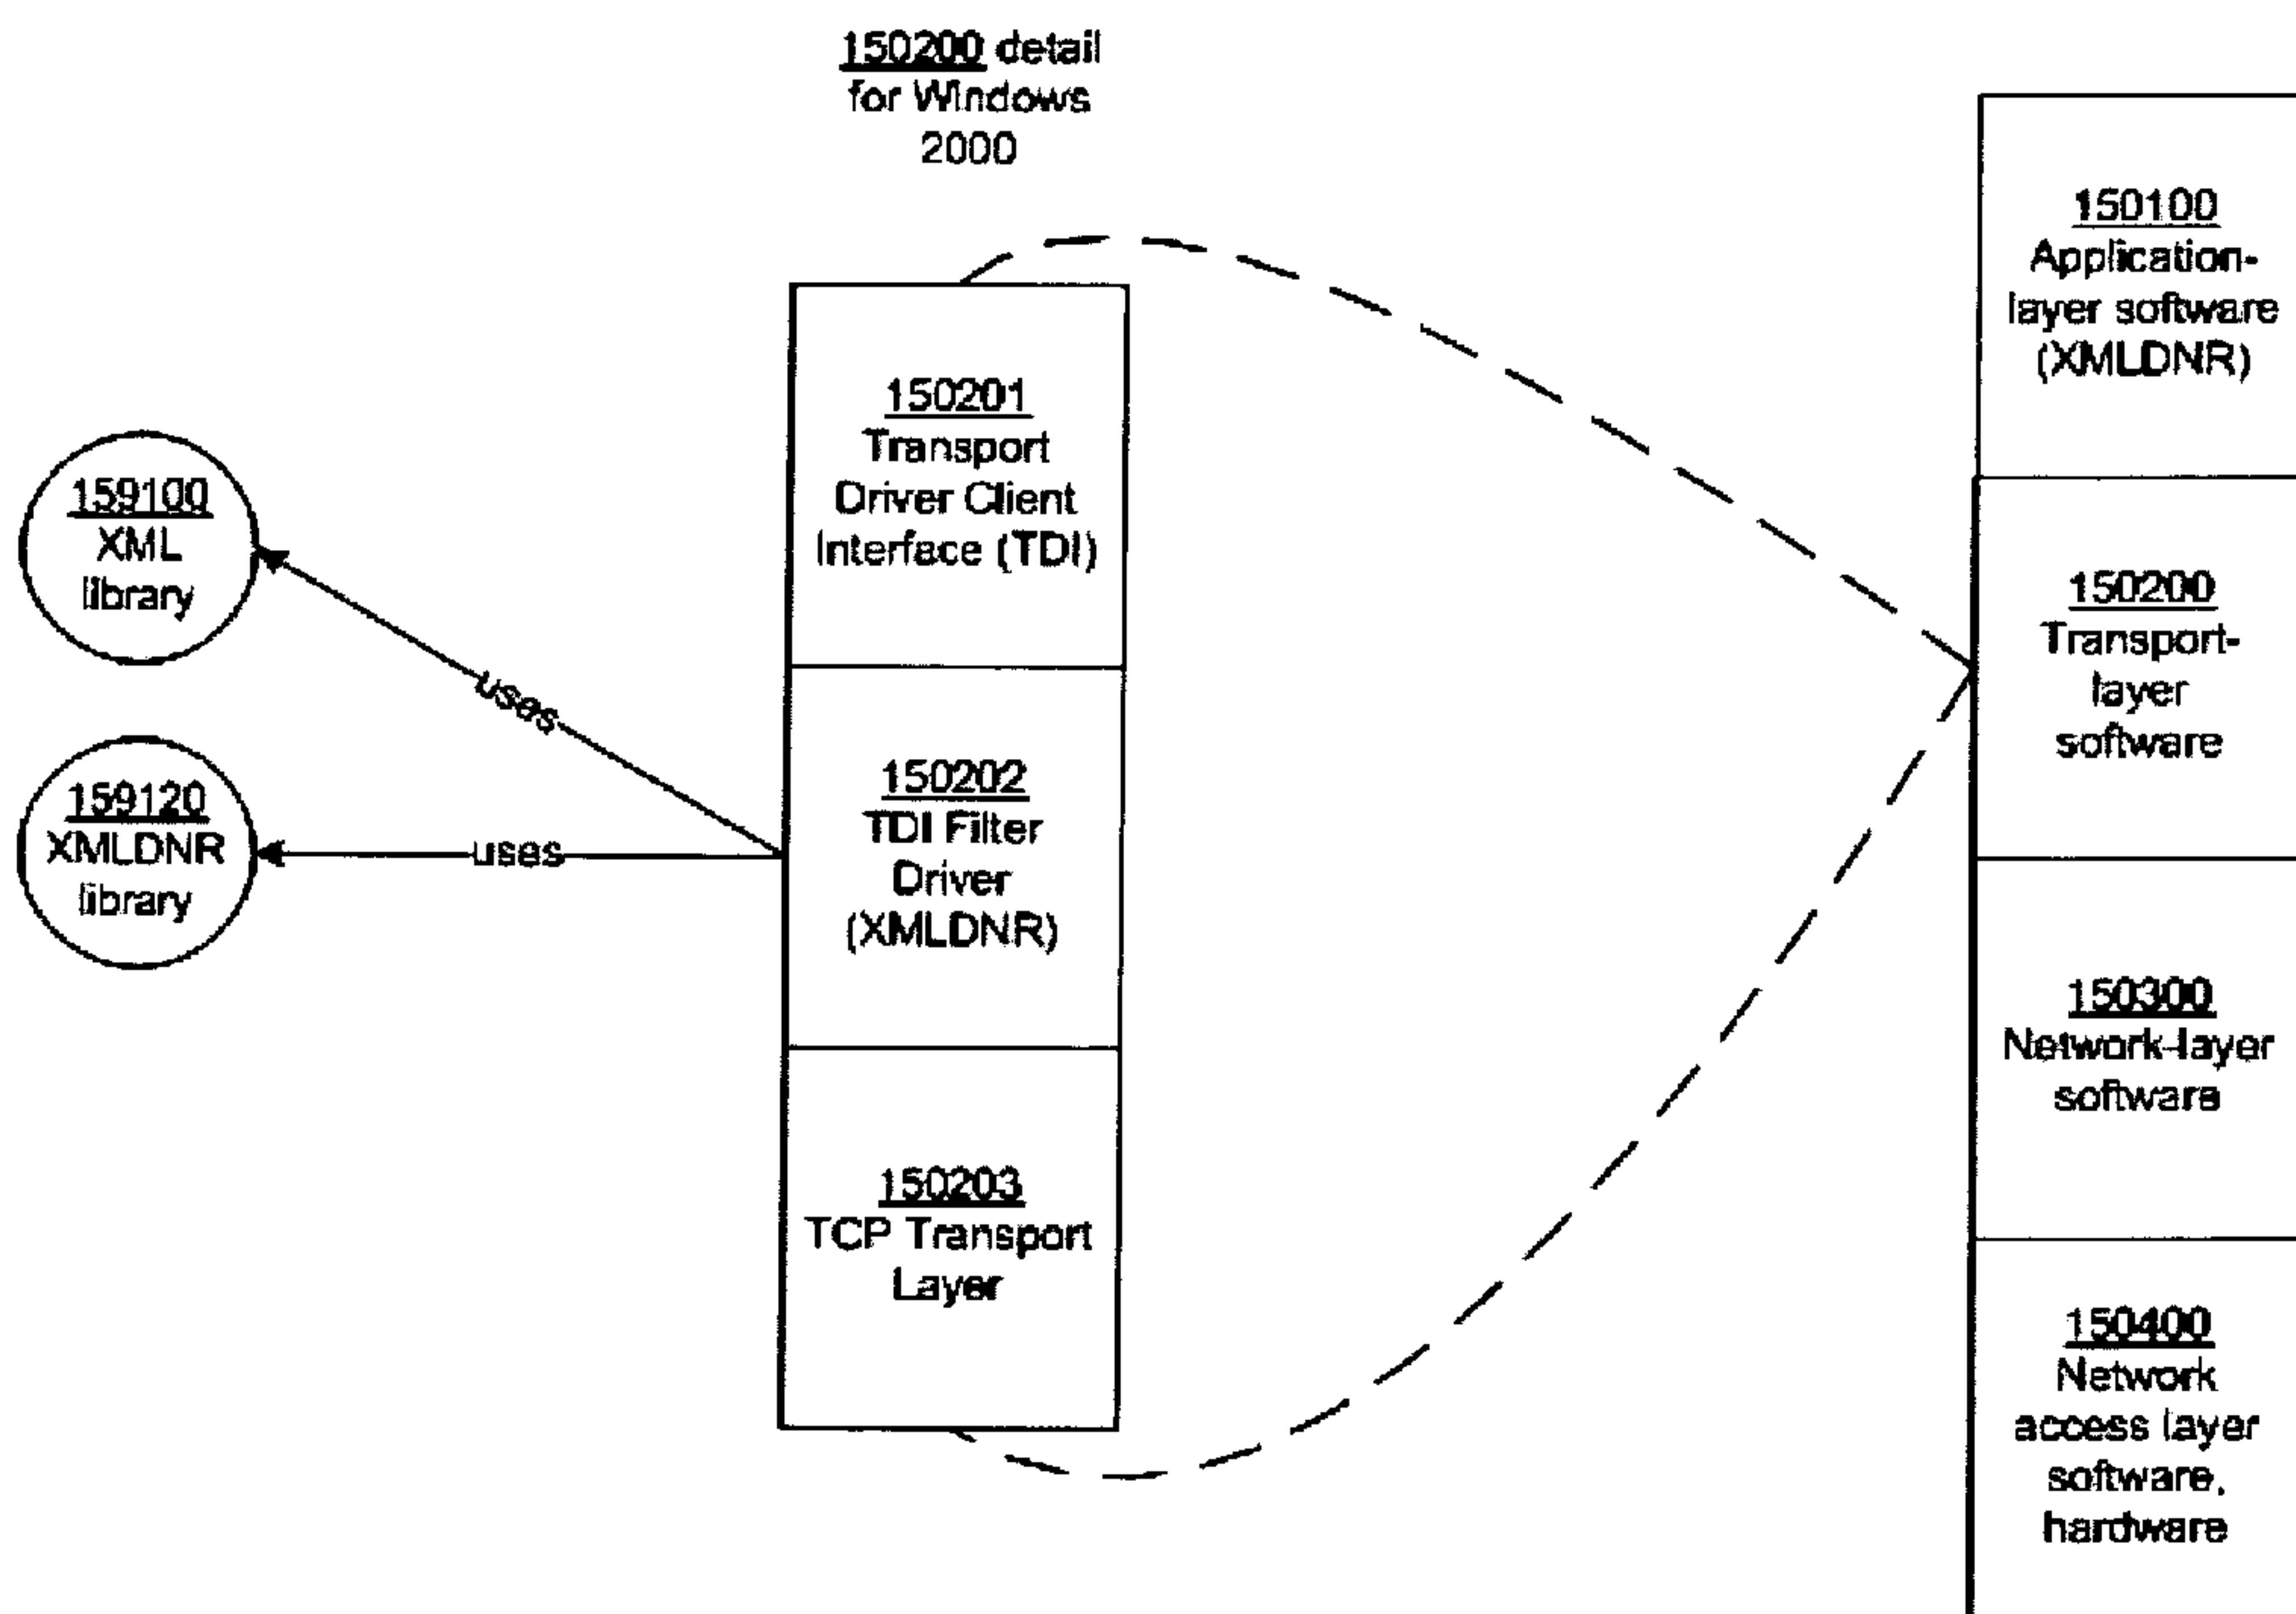 150200 detail
for Windows
2000
159100
XML
library
159120
XMLDNR
library
uses
uses
150201
Transport
Driver Client
Interface (TDI)
150202
TDI Filter
Driver
(XMLDNR)
150203
TCP Transport
Layer
150100
Application-
layer software
(XMLDNR)
150200
Transport-
layer
software
150300
Network-layer
software
150400
Network
access layer
software,
hardware